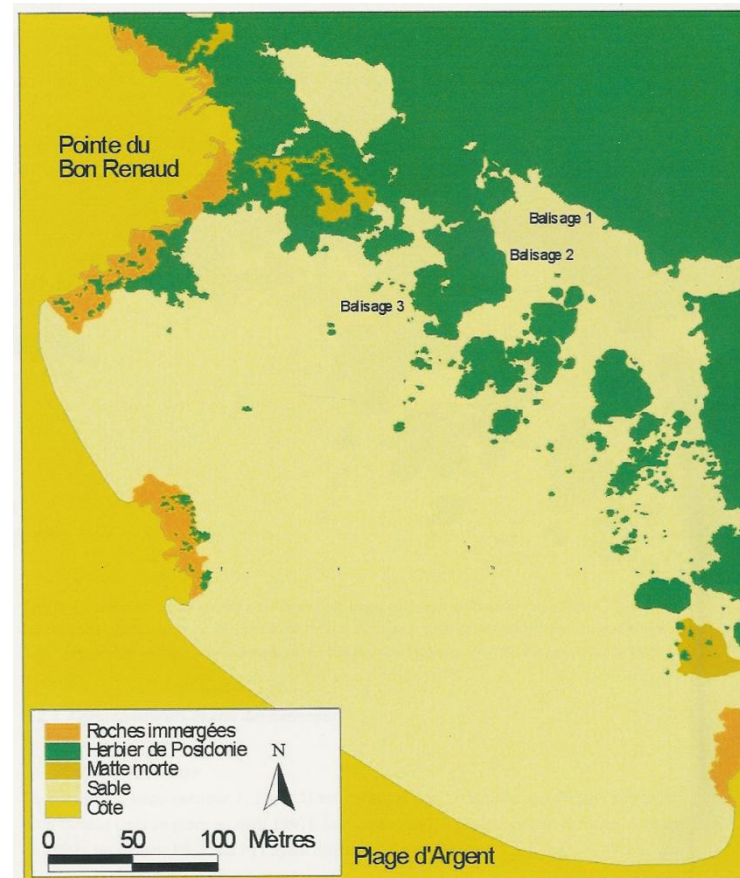 Pointe du
Bon Renaud
Balisage 1
Balisage 2
Balisage 3
Roches immergées
Herbier de Posidonie
Matte morte
Sable
Côte
N
0 50 100 Mètres
Plage d'Argent